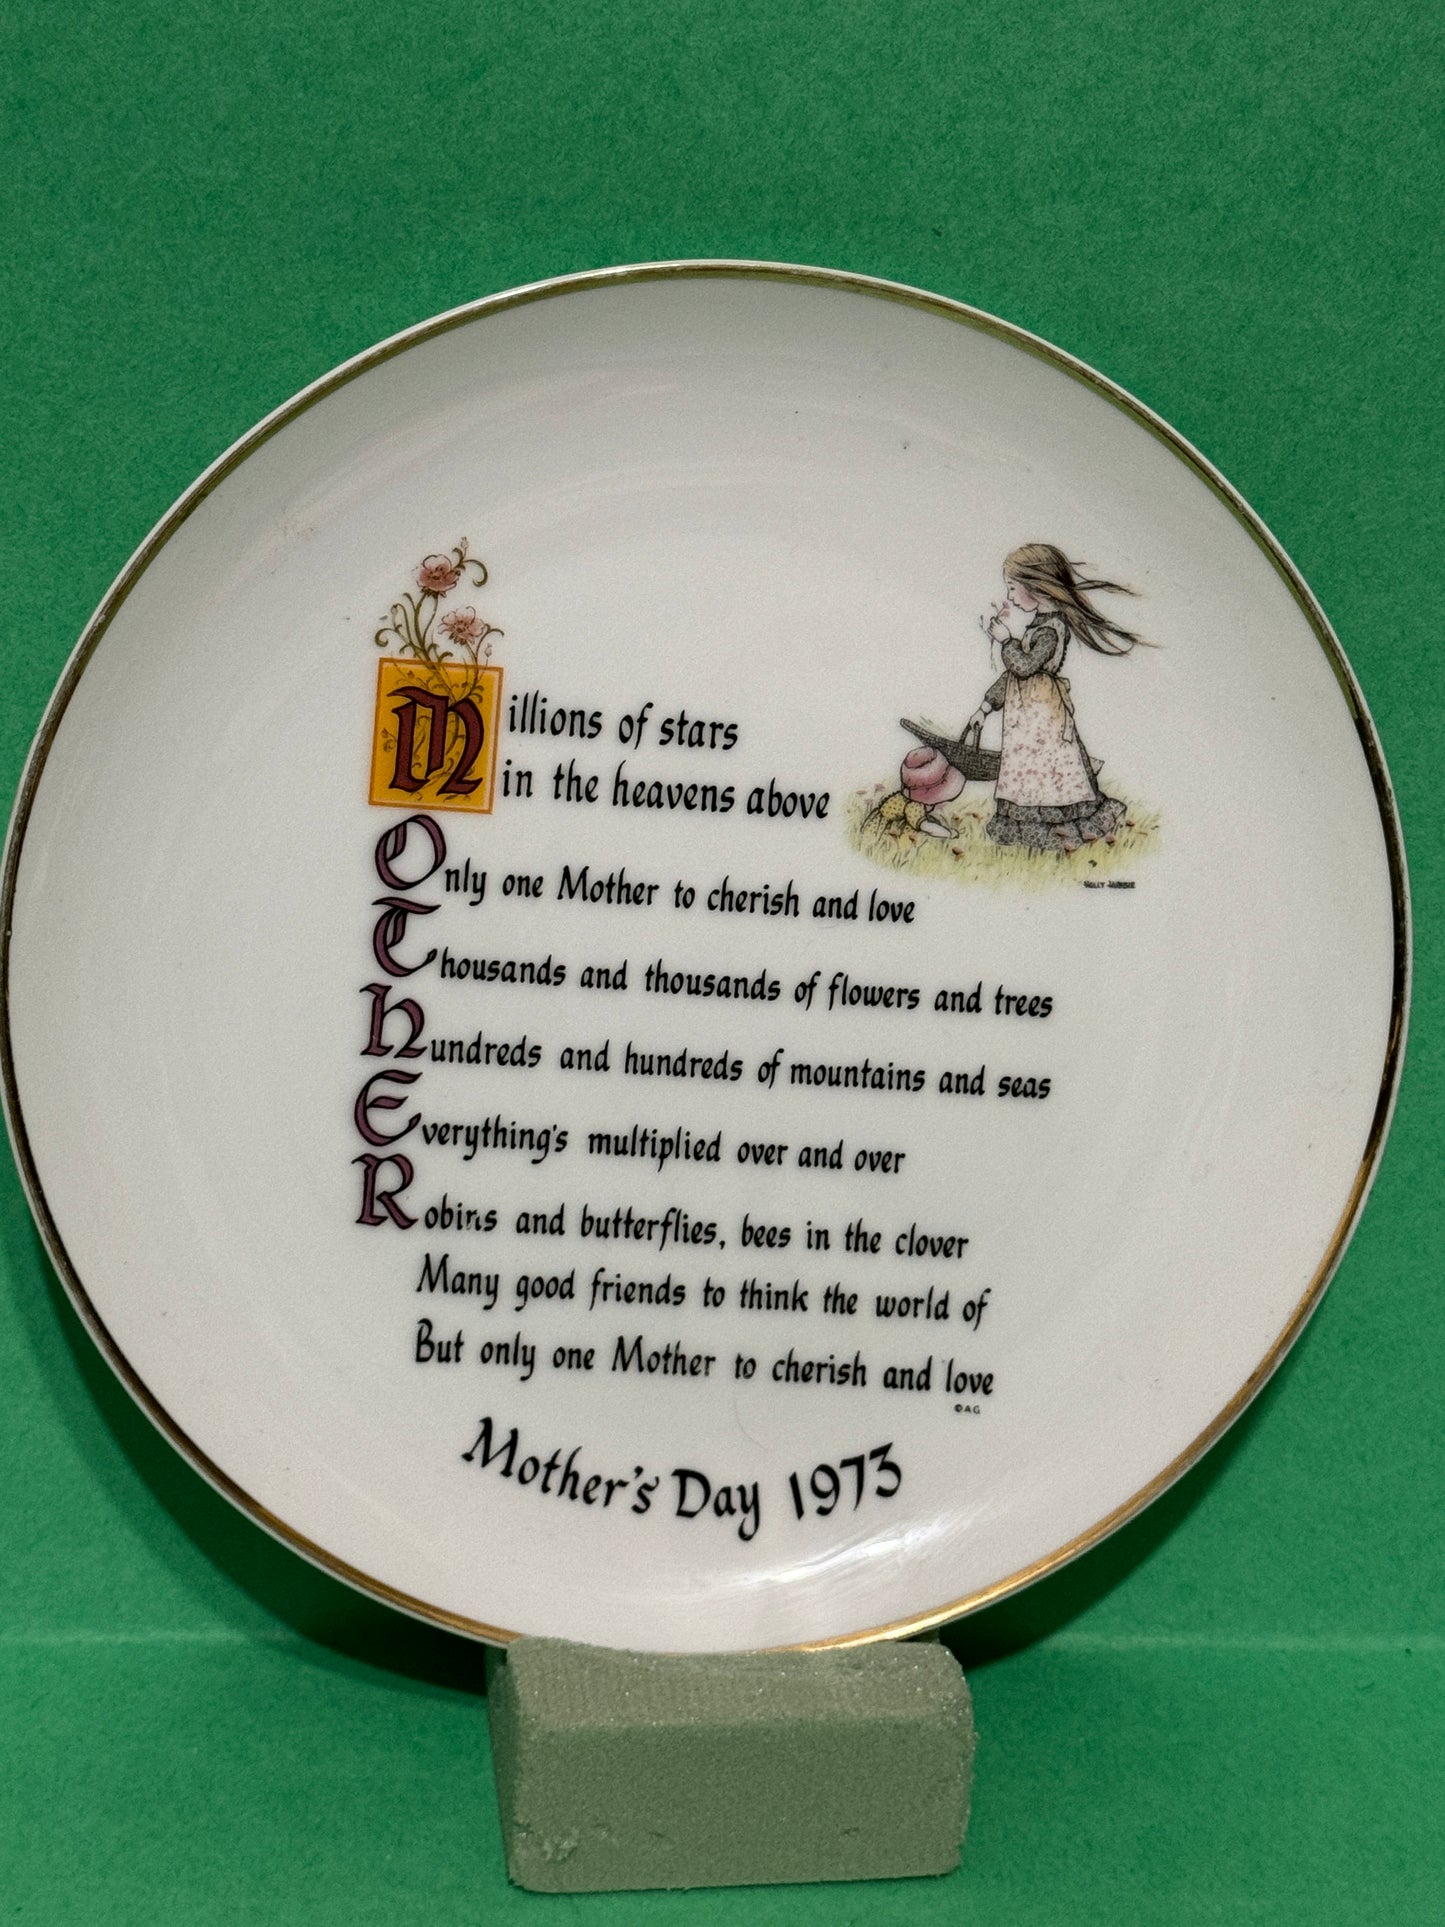 Millions of stars
in the heavens above
HOLLY HOBBIE
Only one Mother to cherish and love
Thousands and thousands of flowers and trees
Hundreds and hundreds of mountains and seas
Everything's multiplied over and over
Robins and butterflies, bees in the clover
Many good friends to think the world of
But only one Mother to cherish and love
©AG
Mother's Day 1973